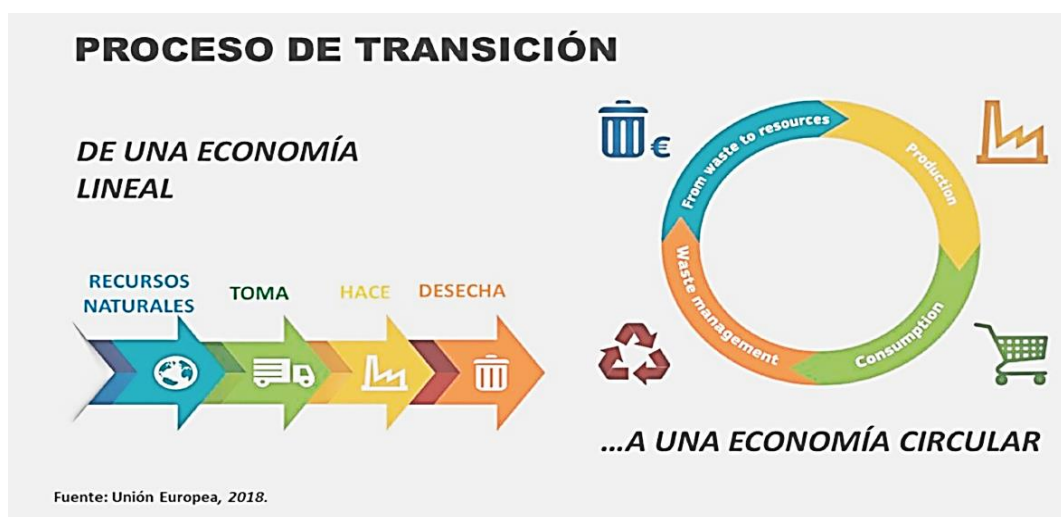 PROCESO DE TRANSICIÓN
DE UNA ECONOMÍA
LINEAL
RECURSOS
NATURALES
TOMA
HACE
DESECHA
€
From waste to resources
Production
Consumption
Waste management
...A UNA ECONOMÍA CIRCULAR
Fuente: Unión Europea, 2018.